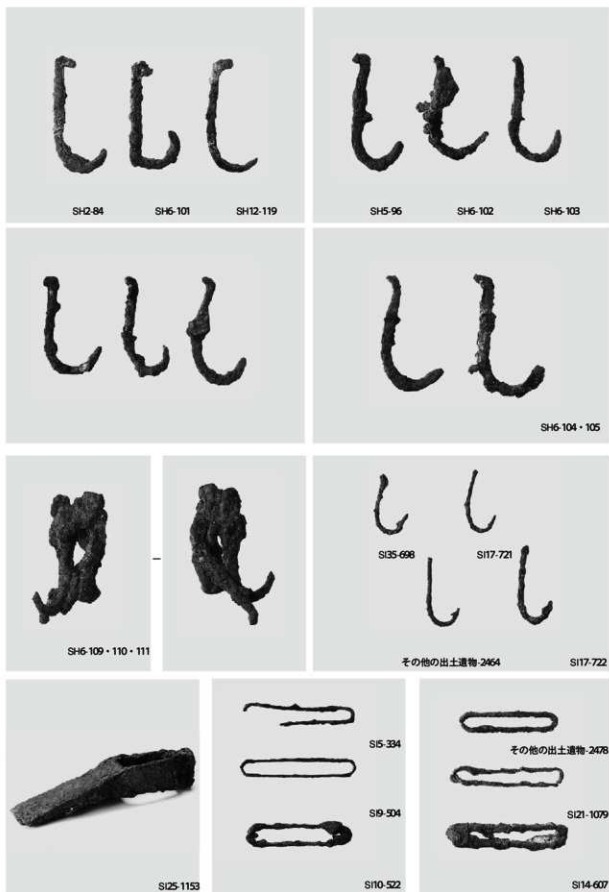 SH2-84 SH6-101 SH12-119
SH5-96 SH6-102 SH6-103
SH6-104・105
SH6-109・110・111
SI35-698 SI17-721
その他の出土遺物-2464 SI17-722
SI25-1153
SI5-334
SI9-504
SI10-522
その他の出土遺物-2478
SI21-1079
SI14-607